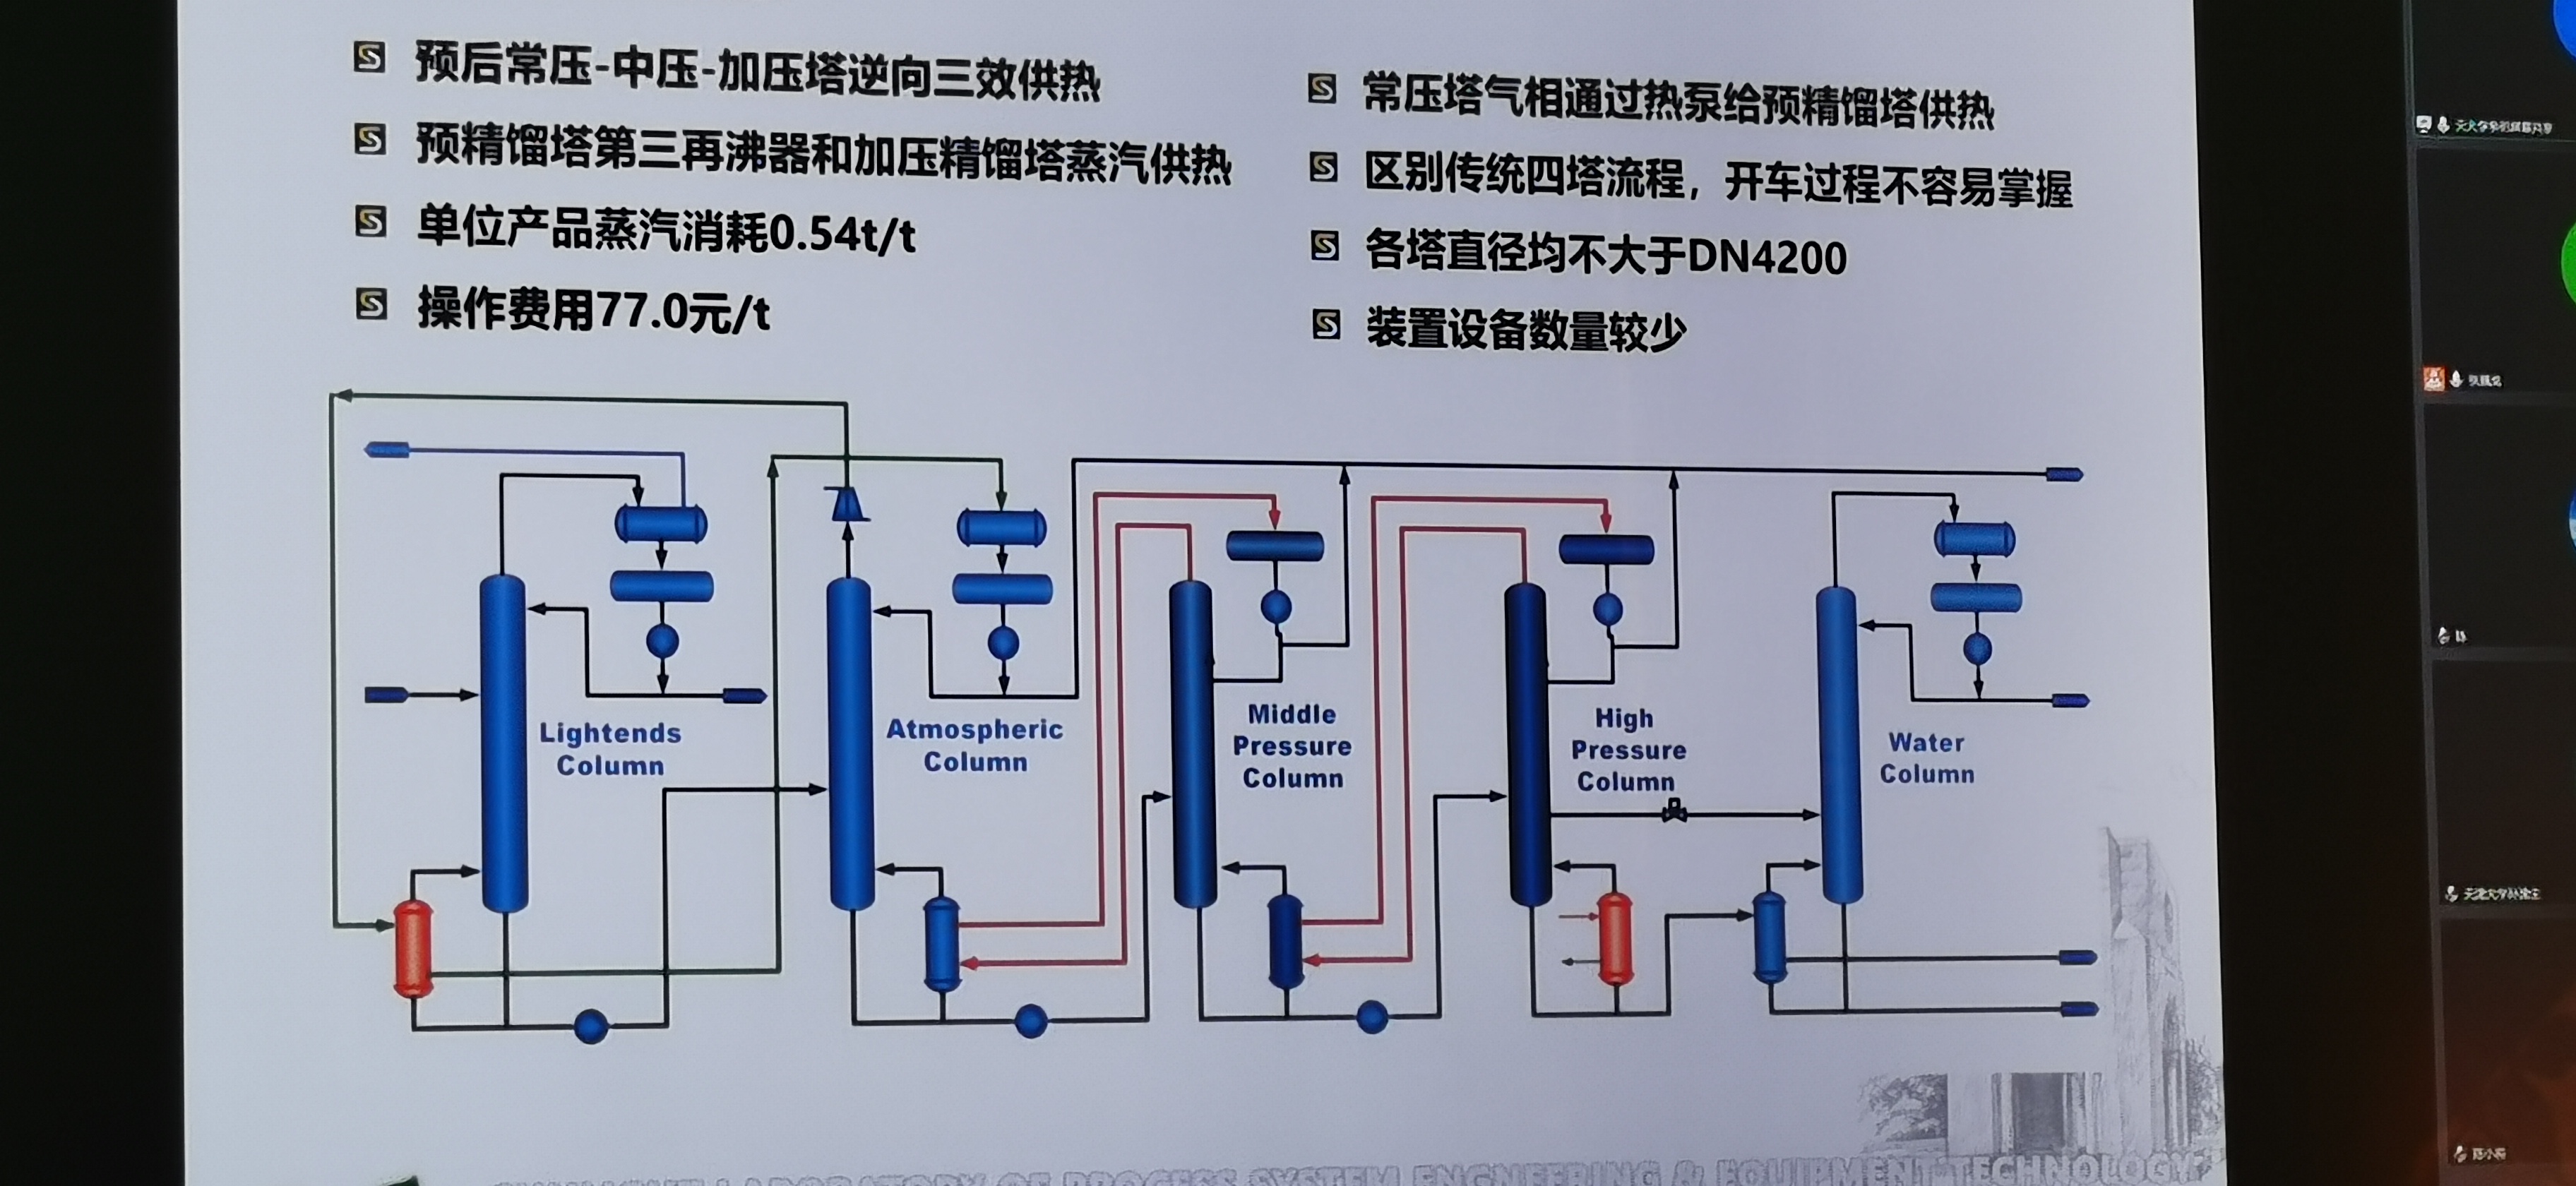 预后常压-中压-加压塔逆向三效供热
预精馏塔第三再沸器和加压精馏塔蒸汽供热
单位产品蒸汽消耗0.54t/t
操作费用77.0元/t
常压塔气相通过热泵给预精馏塔供热
区别传统四塔流程，开车过程不容易掌握
各塔直径均不大于DN4200
装置设备数量较少
Lightends
Column
Atmospheric
Column
Middle
Pressure
Column
High
Pressure
Column
Water
Column
LABORATORY OF PROCESS SYSTEM ENGNEERING & EQUIPMENT TECHNOLOGY